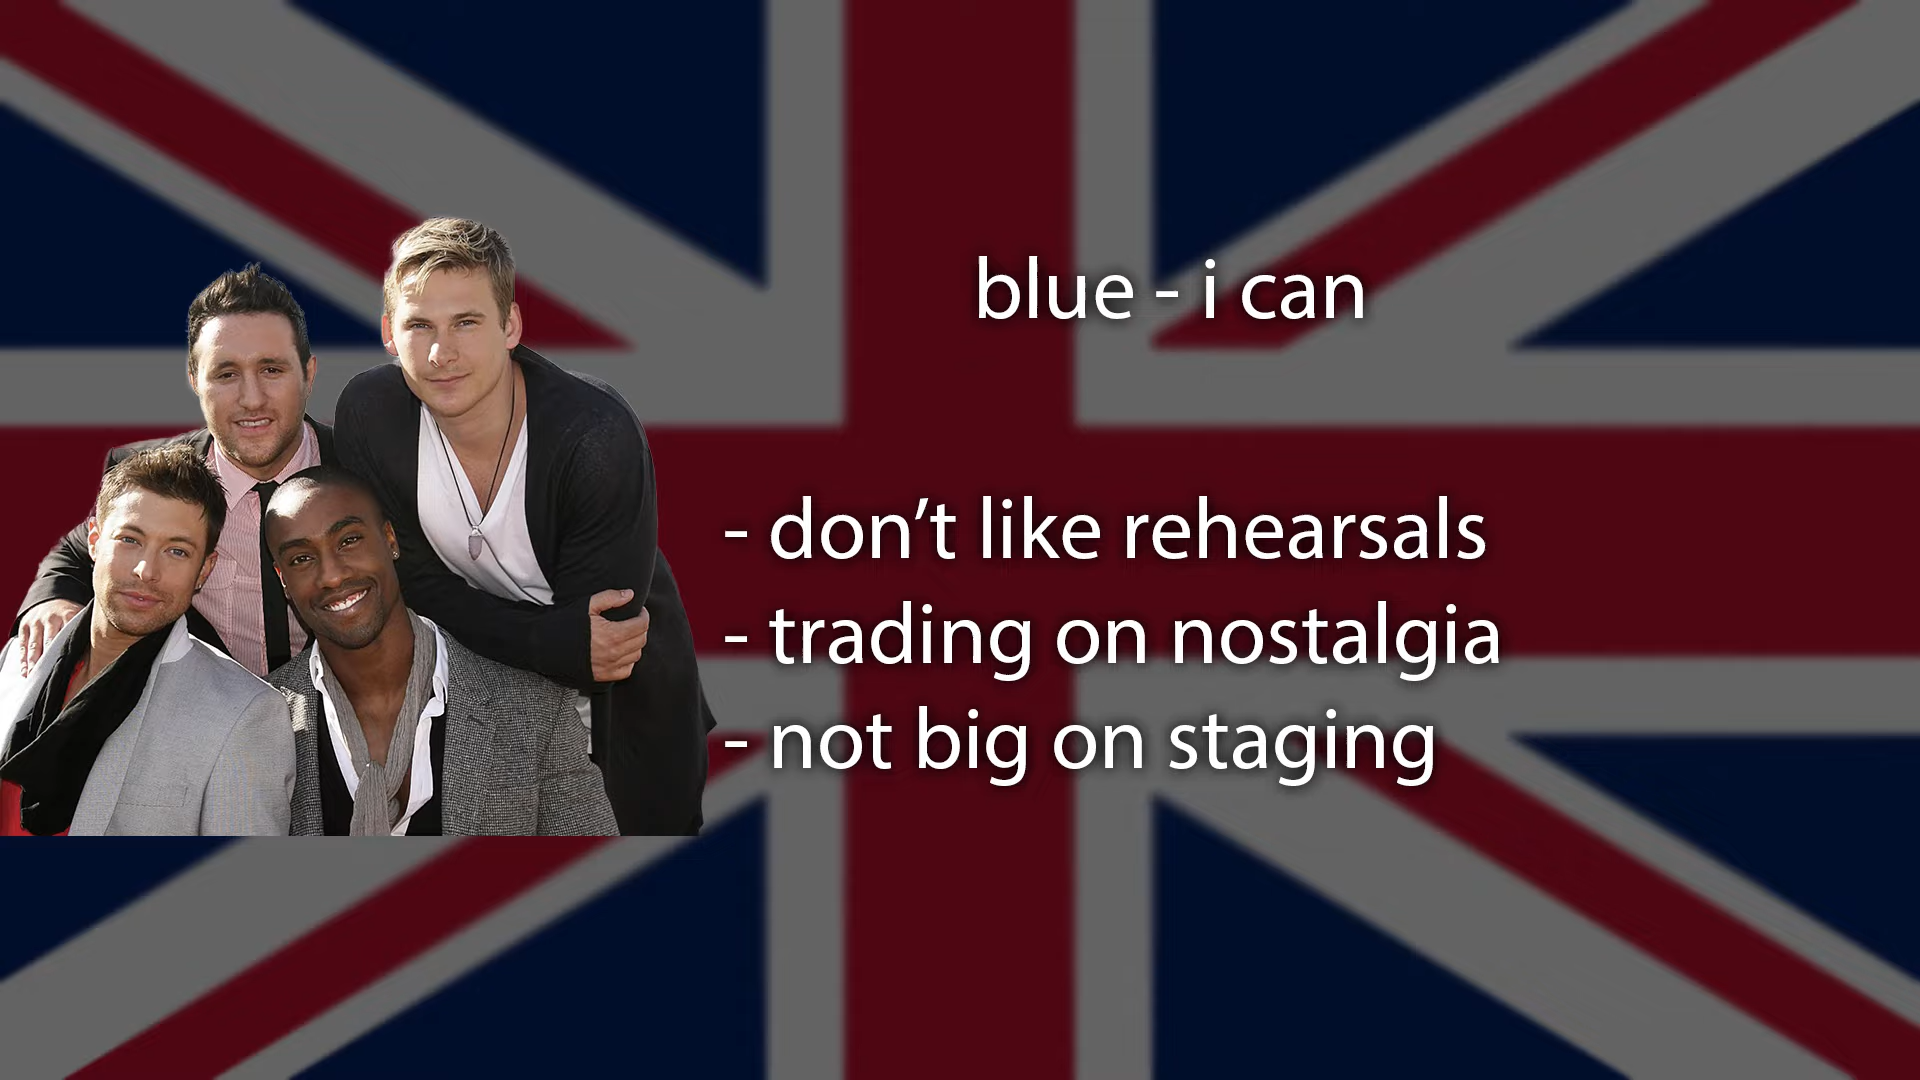 blue - i can
- don’t like rehearsals
- trading on nostalgia
- not big on staging